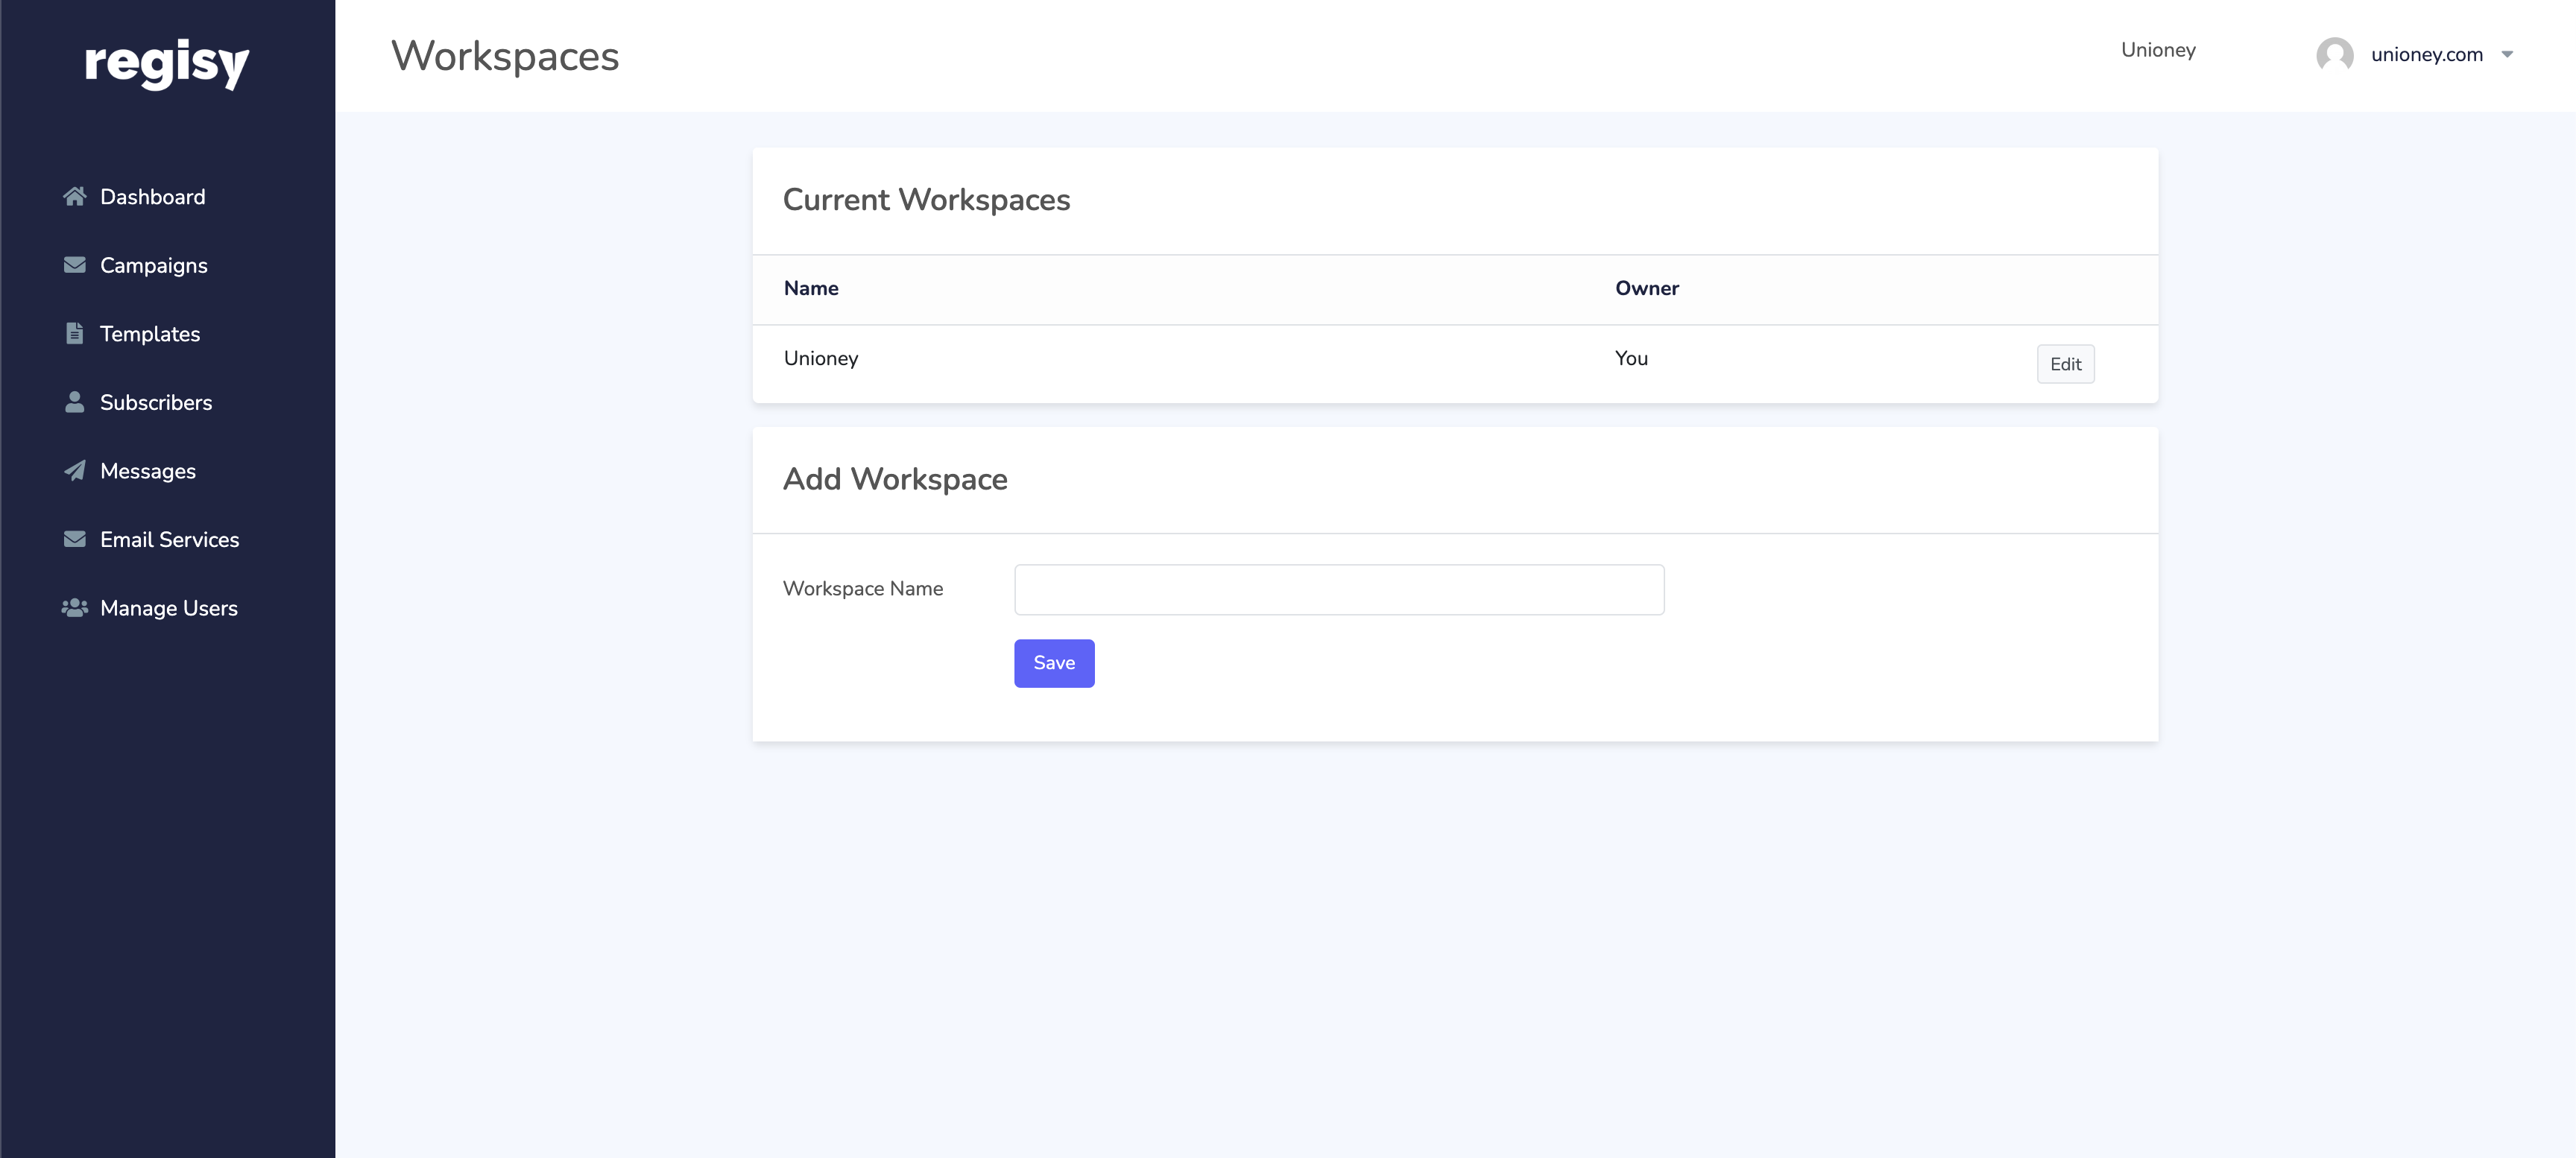 regisy
Workspaces
Unioney
unioney.com
Dashboard
Campaigns
Templates
Subscribers
Messages
Email Services
Manage Users
Current Workspaces
Name Owner
Unioney You Edit
Add Workspace
Workspace Name
Save